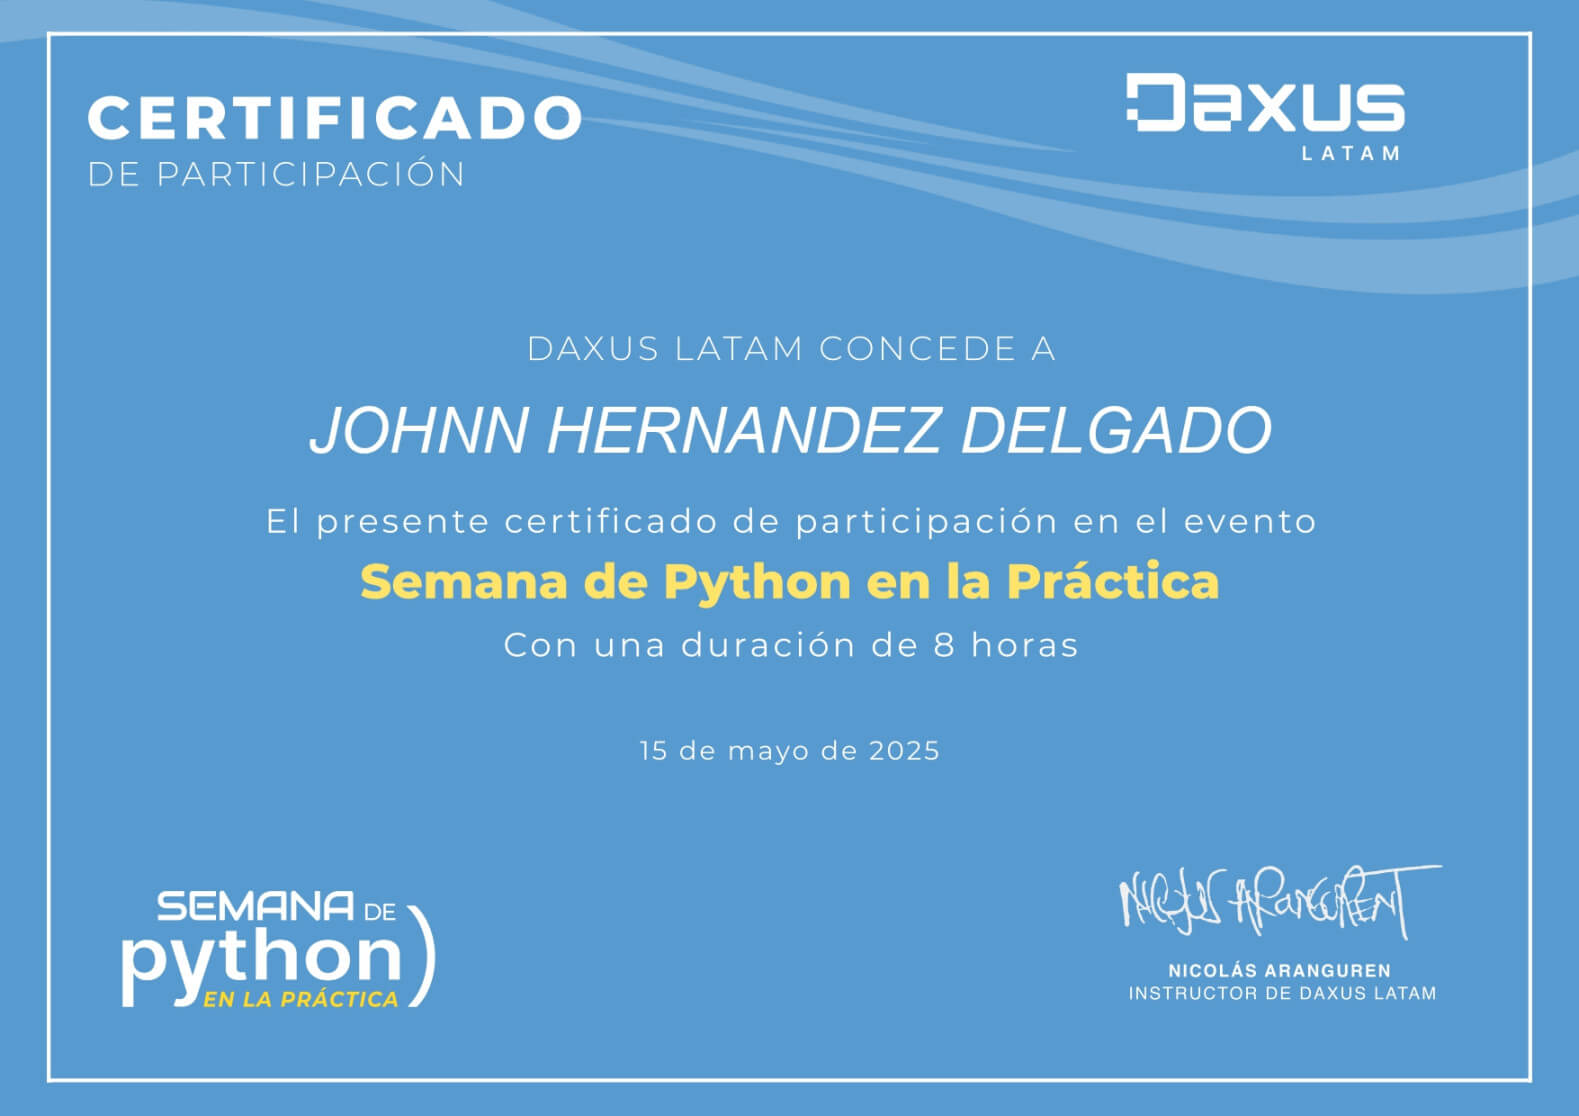 CERTIFICADO
DE PARTICIPACIÓN
Daxus
LATAM
DAXUS LATAM CONCEDE A
JOHNN HERNANDEZ DELGADO
El presente certificado de participación en el evento
Semana de Python en la Práctica
Con una duración de 8 horas
15 de mayo de 2025
SEMANA DE
python)
EN LA PRÁCTICA
NICOLÁS ARANGUREN
NICOLÁS ARANGUREN
INSTRUCTOR DE DAXUS LATAM